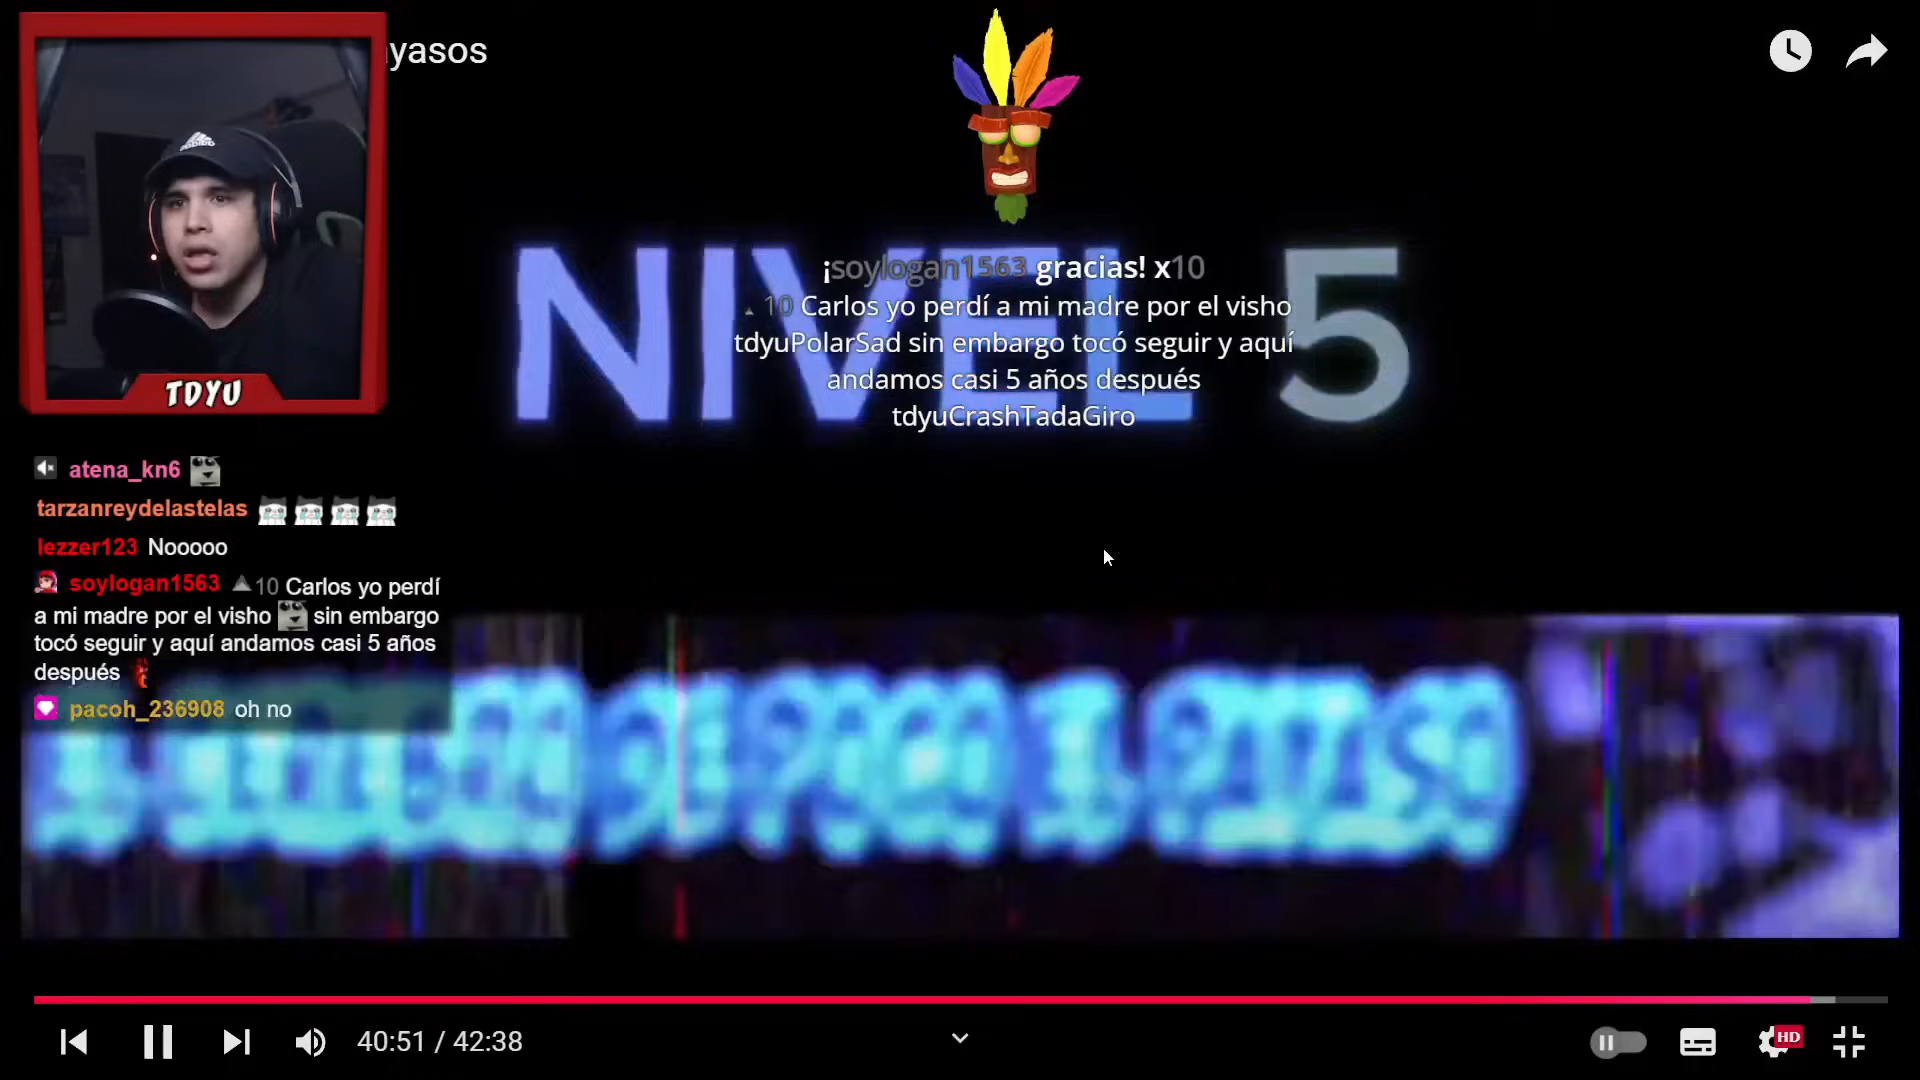 yasos
NIVEL 5
¡soylogan1563 gracias! x10
10 Carlos yo perdí a mi madre por el visho
tdyuPolarSad sin embargo tocó seguir y aquí
andamos casi 5 años después
tdyuCrashTadaGiro
TDYU
atena_kn6
tarzanreydelastelas
lezzer123 Nooooo
soylogan1563 10 Carlos yo perdí
a mi madre por el visho sin embargo
tocó seguir y aquí andamos casi 5 años
después
pacoh_236908 oh no
40:51 / 42:38
HD